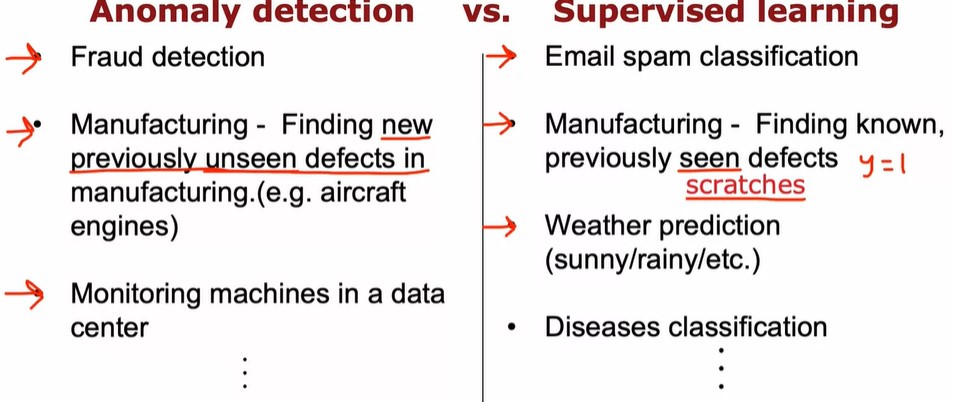 Anomaly detection vs. Supervised learning
Fraud detection
• Manufacturing - Finding new
previously unseen defects in
manufacturing.(e.g. aircraft
engines)
Monitoring machines in a data
center
⋮
Email spam classification
Manufacturing - Finding known,
previously seen defects y=1
scratches
Weather prediction
(sunny/rainy/etc.)
• Diseases classification
⋮